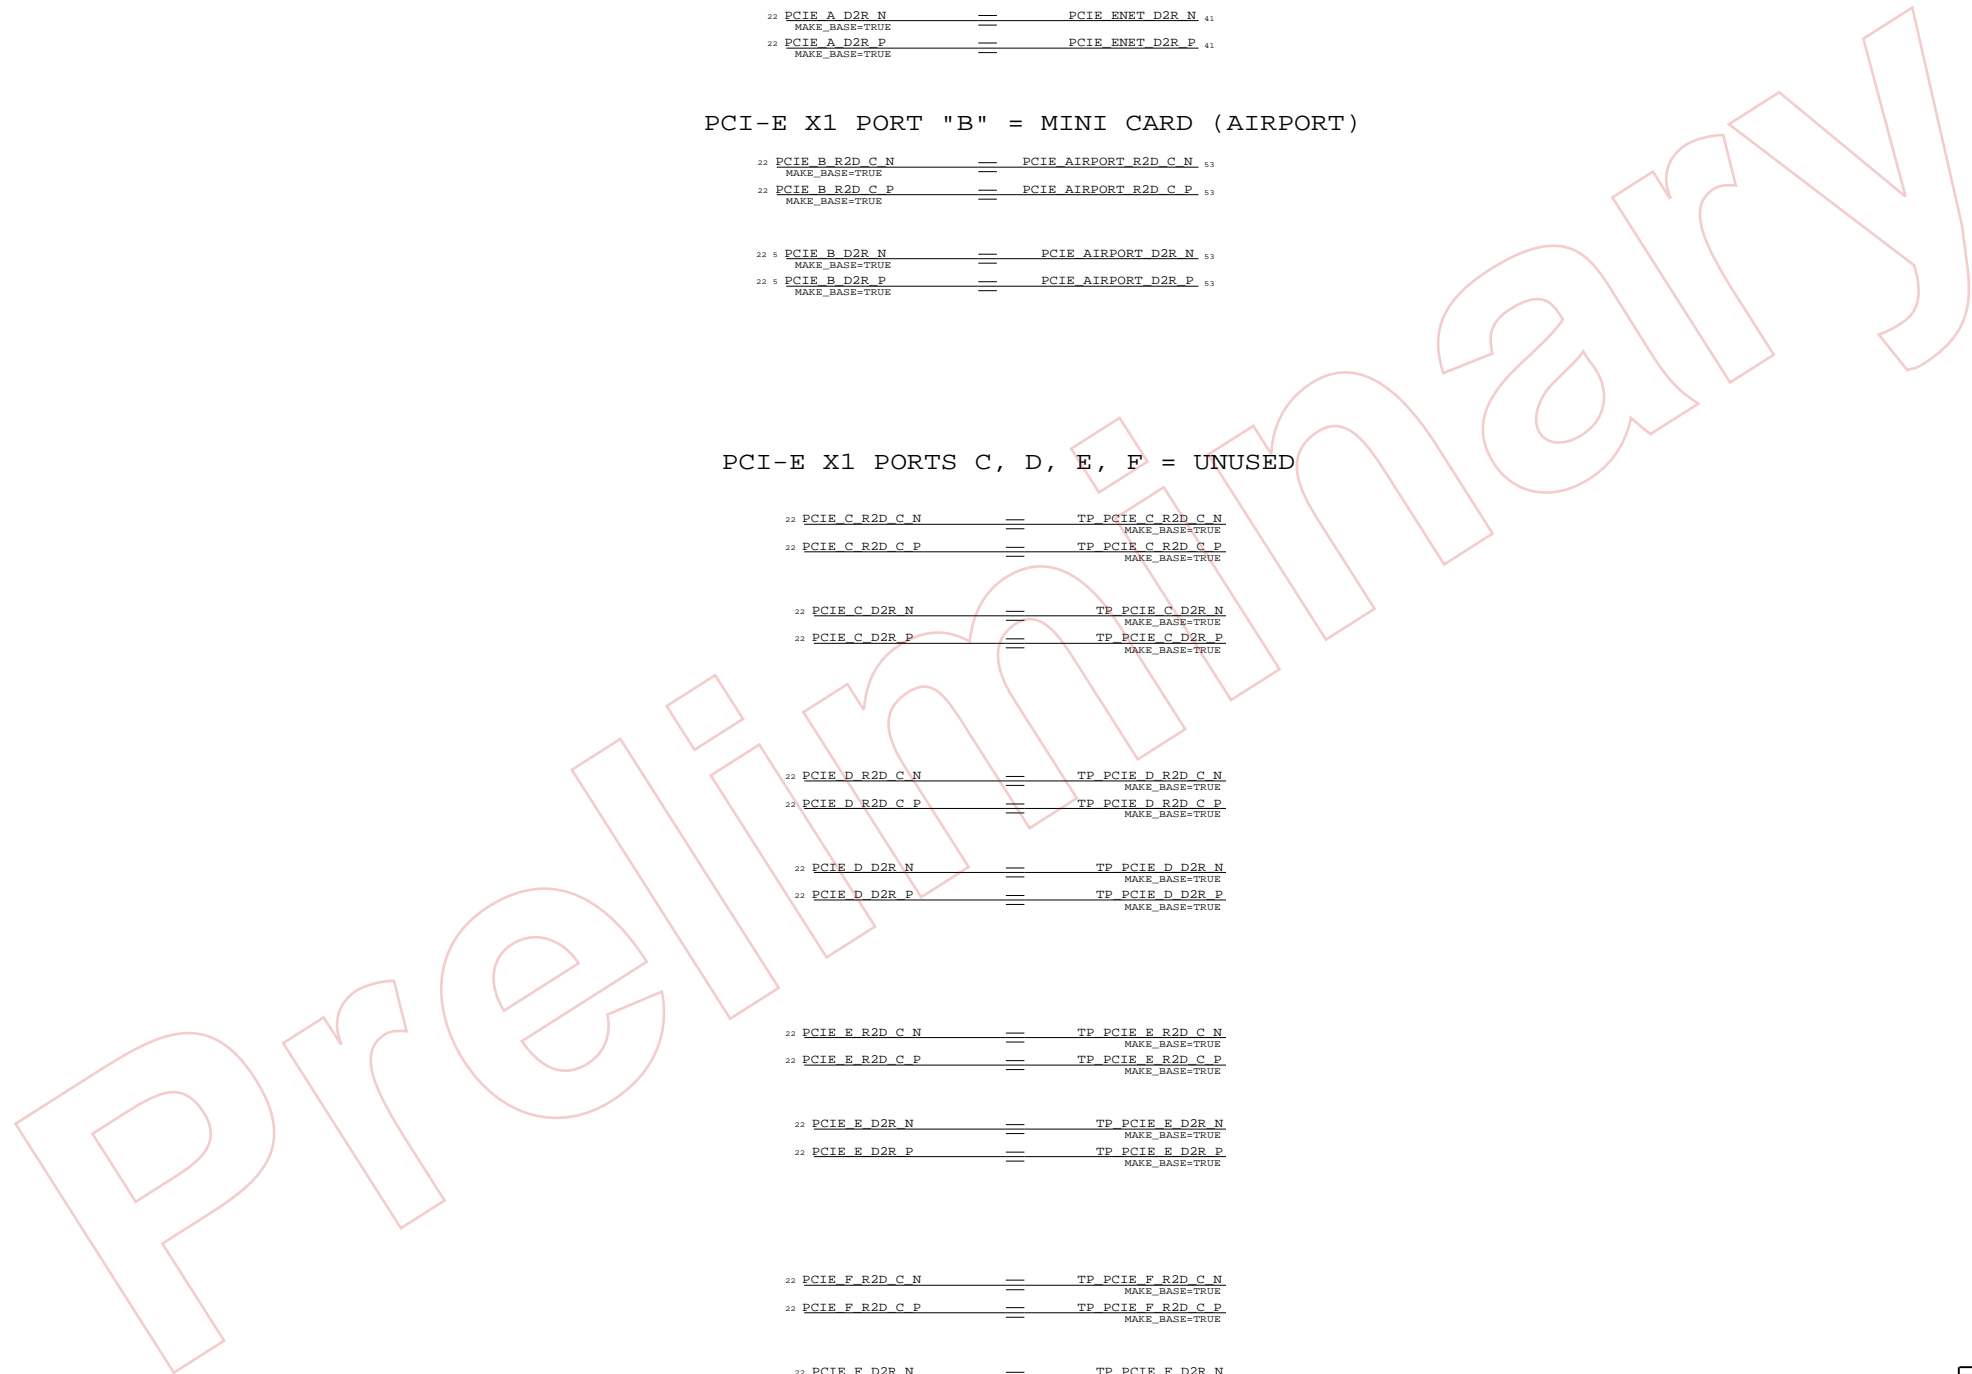 22 PCIE_A_D2R_N PCIE_ENET_D2R_N 41
MAKE_BASE=TRUE
22 PCIE_A_D2R_P PCIE_ENET_D2R_P 41
MAKE_BASE=TRUE
PCI-E X1 PORT "B" = MINI CARD (AIRPORT)
22 PCIE_B_R2D_C_N PCIE_AIRPORT_R2D_C_N 53
MAKE_BASE=TRUE
22 PCIE_B_R2D_C_P PCIE_AIRPORT_R2D_C_P 53
MAKE_BASE=TRUE
22 5 PCIE_B_D2R_N PCIE_AIRPORT_D2R_N 53
MAKE_BASE=TRUE
22 5 PCIE_B_D2R_P PCIE_AIRPORT_D2R_P 53
MAKE_BASE=TRUE
PCI-E X1 PORTS C, D, E, F = UNUSED
22 PCIE_C_R2D_C_N TP_PCIE_C_R2D_C_N
MAKE_BASE=TRUE
22 PCIE_C_R2D_C_P TP_PCIE_C_R2D_C_P
MAKE_BASE=TRUE
22 PCIE_C_D2R_N TP_PCIE_C_D2R_N
MAKE_BASE=TRUE
22 PCIE_C_D2R_P TP_PCIE_C_D2R_P
MAKE_BASE=TRUE
22 PCIE_D_R2D_C_N TP_PCIE_D_R2D_C_N
MAKE_BASE=TRUE
22 PCIE_D_R2D_C_P TP_PCIE_D_R2D_C_P
MAKE_BASE=TRUE
22 PCIE_D_D2R_N TP_PCIE_D_D2R_N
MAKE_BASE=TRUE
22 PCIE_D_D2R_P TP_PCIE_D_D2R_P
MAKE_BASE=TRUE
22 PCIE_E_R2D_C_N TP_PCIE_E_R2D_C_N
MAKE_BASE=TRUE
22 PCIE_E_R2D_C_P TP_PCIE_E_R2D_C_P
MAKE_BASE=TRUE
22 PCIE_E_D2R_N TP_PCIE_E_D2R_N
MAKE_BASE=TRUE
22 PCIE_E_D2R_P TP_PCIE_E_D2R_P
MAKE_BASE=TRUE
22 PCIE_F_R2D_C_N TP_PCIE_F_R2D_C_N
MAKE_BASE=TRUE
22 PCIE_F_R2D_C_P TP_PCIE_F_R2D_C_P
MAKE_BASE=TRUE
22 PCIE_F_D2R_N TP_PCIE_F_D2R_N
Preliminary